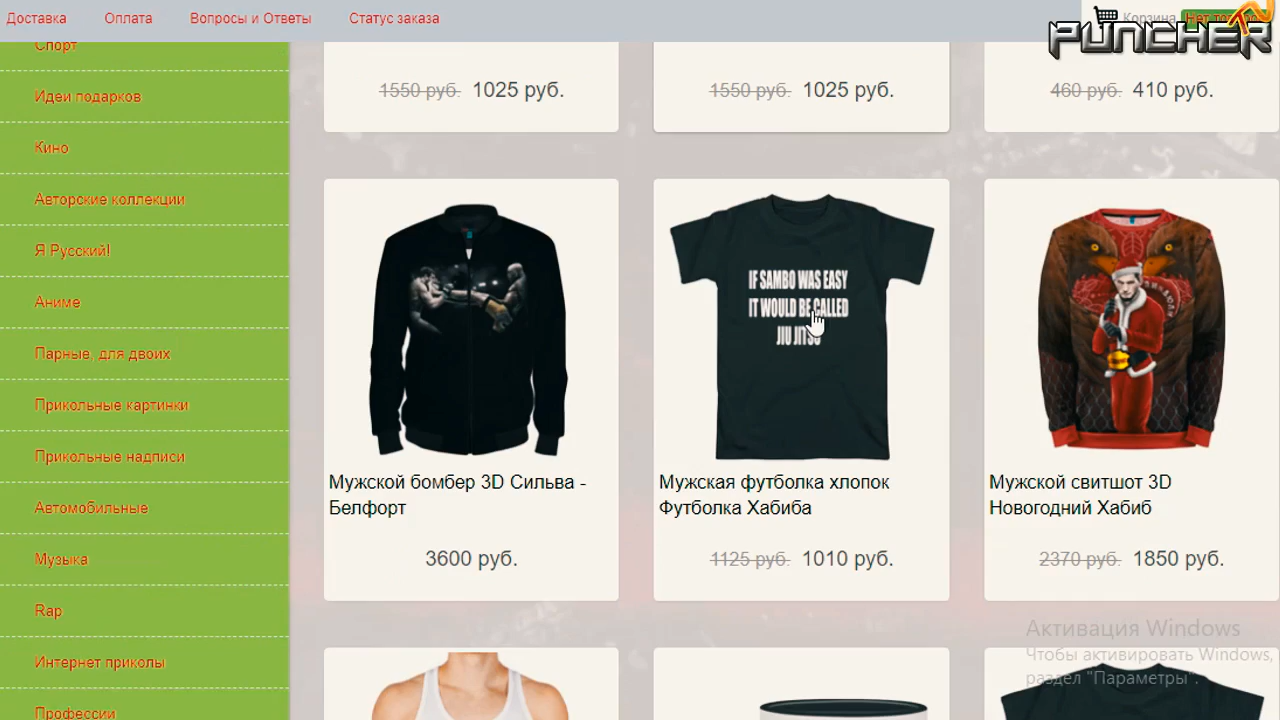 Доставка
Оплата
Вопросы и Ответы
Статус заказа
Корзина
PUNCHER
Спорт
Идеи подарков
Кино
Авторские коллекции
Я Русский!
Аниме
Парные, для двоих
Прикольные картинки
Прикольные надписи
Автомобильные
Музыка
Rap
Интернет приколы
Профессии
1550 руб. 1025 руб.
1550 руб. 1025 руб.
460 руб. 410 руб.
Мужской бомбер 3D Сильва -
Белфорт
3600 руб.
IF SAMBO WAS EASY
IT WOULD BE CALLED
JIU JITSU
Мужская футболка хлопок
Футболка Хабиба
1125 руб. 1010 руб.
Мужской свитшот 3D
Новогодний Хабиб
2370 руб. 1850 руб.
Активация Windows
Чтобы активировать Windows,
раздел "Параметры".